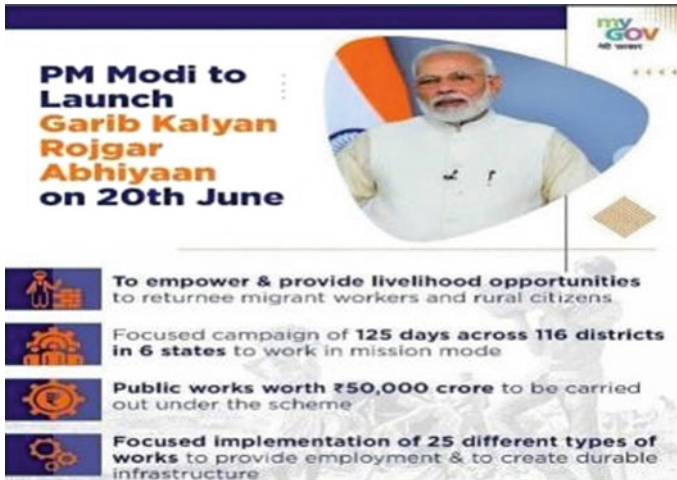 my
GOV
मेरी सरकार
PM Modi to
Launch
Garib Kalyan
Rojgar
Abhiyaan
on 20th June
To empower & provide livelihood opportunities
to returnee migrant workers and rural citizens
Focused campaign of 125 days across 116 districts
in 6 states to work in mission mode
Public works worth ₹50,000 crore to be carried
out under the scheme
Focused implementation of 25 different types of
works to provide employment & to create durable
infrastructure